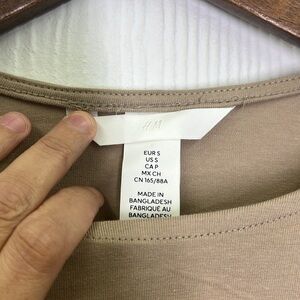 H&M
EUR S
US S
CA P
MX CH
CN 165/88A
MADE IN
BANGLADESH
FABRIQUÉ AU
BANGLADESH